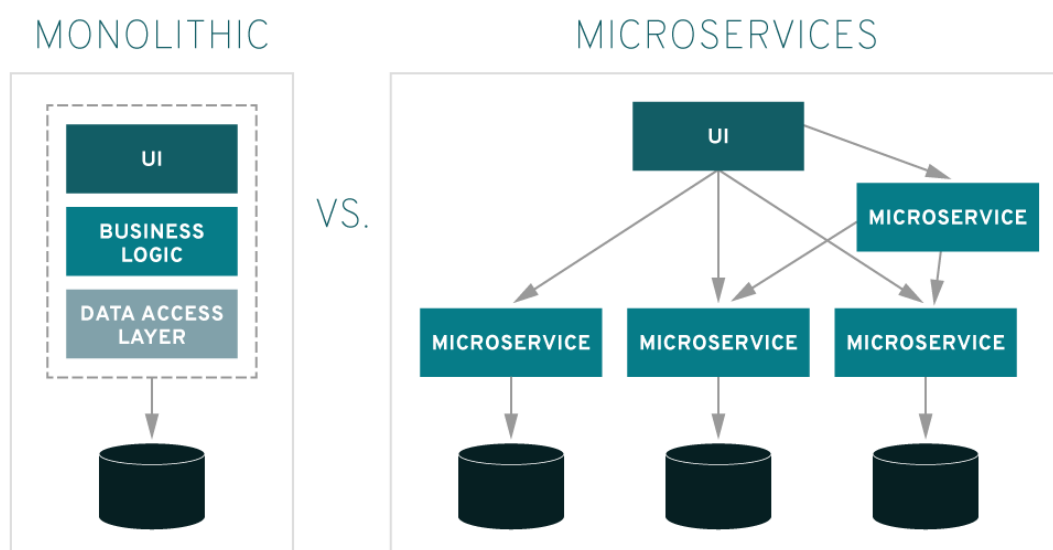 MONOLITHIC
MICROSERVICES
UI
BUSINESS
LOGIC
DATA ACCESS
LAYER
VS.
UI
MICROSERVICE
MICROSERVICE
MICROSERVICE
MICROSERVICE